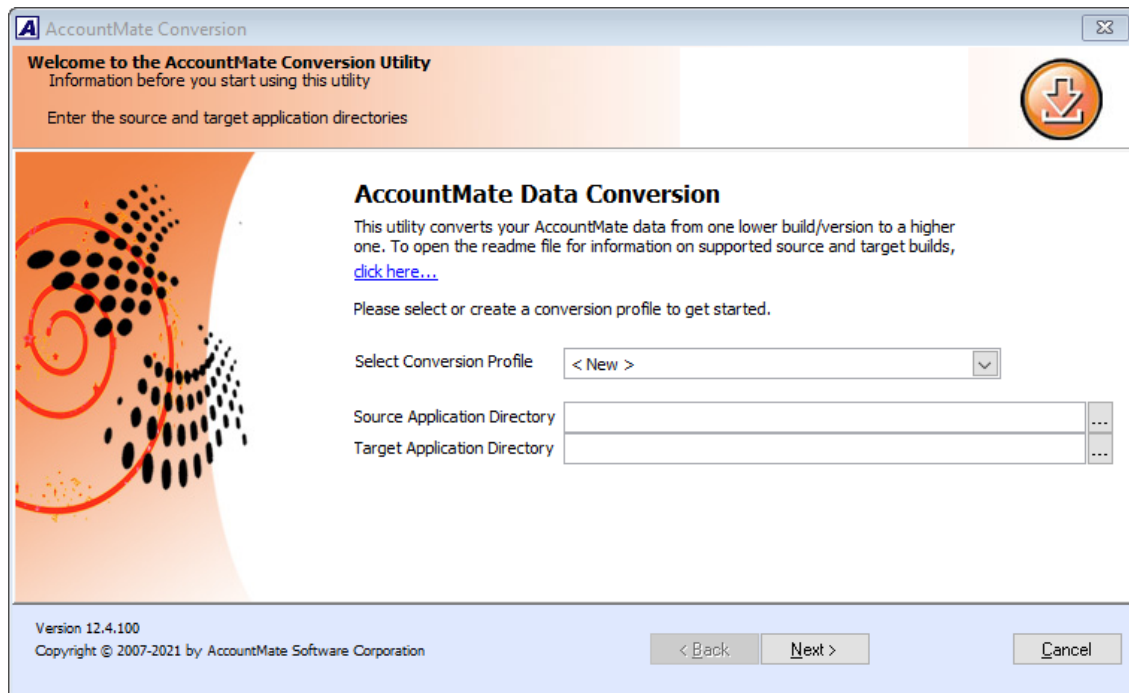 AccountMate Conversion
Welcome to the AccountMate Conversion Utility
Information before you start using this utility
Enter the source and target application directories
AccountMate Data Conversion
This utility converts your AccountMate data from one lower build/version to a higher
one. To open the readme file for information on supported source and target builds,
click here...
Please select or create a conversion profile to get started.
Select Conversion Profile < New >
Source Application Directory ...
Target Application Directory ...
Version 12.4.100
Copyright © 2007-2021 by AccountMate Software Corporation
< Back Next > Cancel